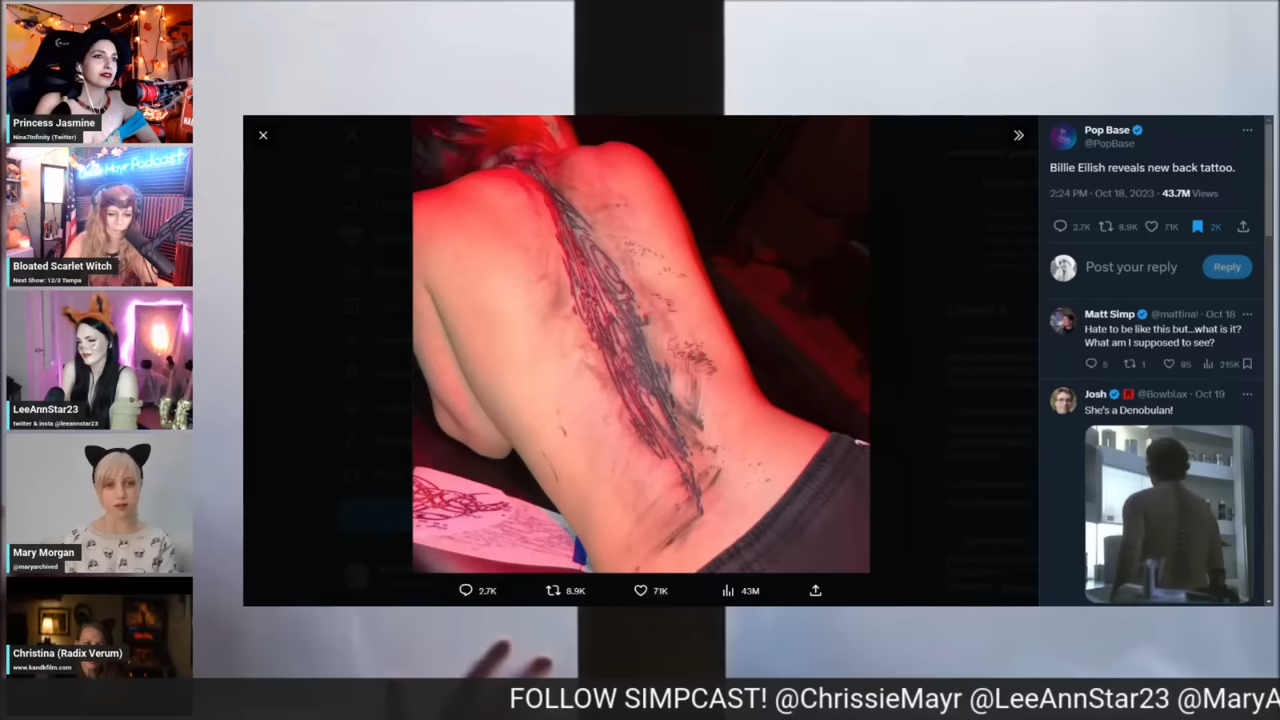 Princess Jasmine
Nina7Infinity (Twitter)
Mayr Podcast
Bloated Scarlet Witch
Next Show: 12/3 Tampa
LeeAnnStar23
twitter & insta @leeannstar23
Mary Morgan
@maryarchived
Christina (Radix Verum)
www.kandkfilm.com
2.7K 8.9K 71K 43M
Pop Base
@PopBase
Billie Eilish reveals new back tattoo.
2:24 PM · Oct 18, 2023 · 43.7M Views
2.7K 8.9K 71K 2K
Post your reply Reply
Matt Simp @mattinal · Oct 18
Hate to be like this but...what is it?
What am I supposed to see?
5 1 85 215K
Josh @Bowblax · Oct 19
She's a Denobulan!
FOLLOW SIMPCAST! @ChrissieMayr @LeeAnnStar23 @MaryA